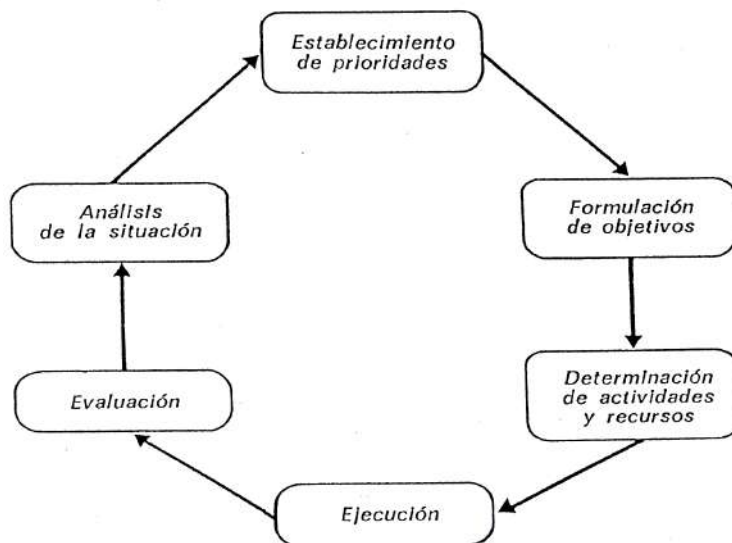 Establecimiento
de prioridades
Análisis
de la situación
Formulación
de objetivos
Evaluación
Determinación
de actividades
y recursos
Ejecución